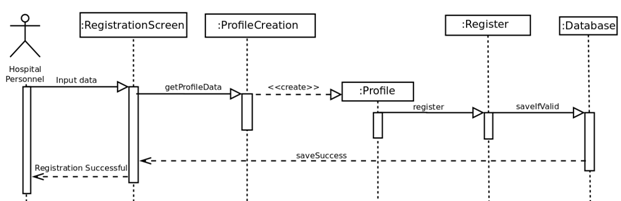 :RegistrationScreen
:ProfileCreation
:Register
:Database
Hospital
Personnel
Input data
getProfileData
<<create>>
:Profile
register
saveIfValid
saveSuccess
Registration Successful